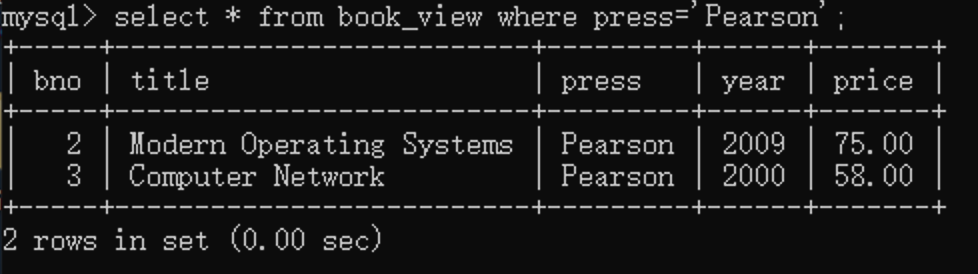 mysql> select * from book_view where press='Pearson';
+-----+--------------------------+---------+------+-------+
| bno | title                    | press   | year | price |
+-----+--------------------------+---------+------+-------+
|   2 | Modern Operating Systems | Pearson | 2009 | 75.00 |
|   3 | Computer Network         | Pearson | 2000 | 58.00 |
+-----+--------------------------+---------+------+-------+
2 rows in set (0.00 sec)